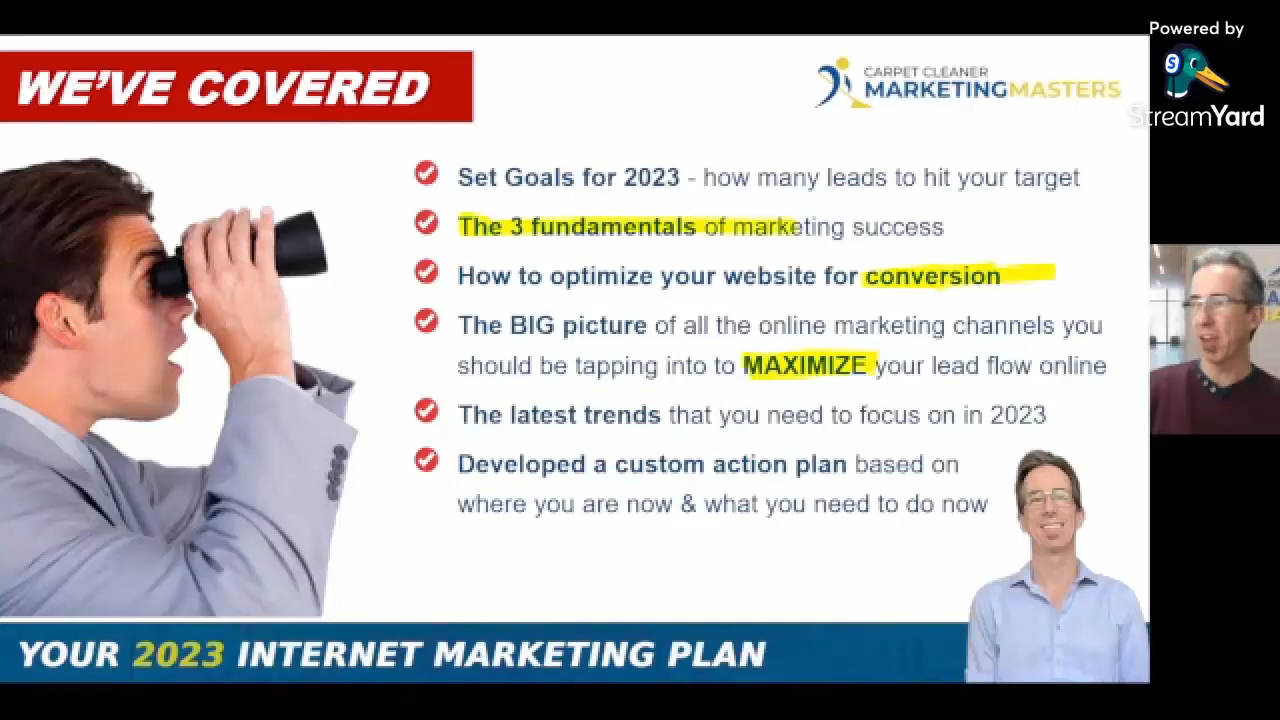 Powered by
StreamYard
WE'VE COVERED
CARPET CLEANER
MARKETINGMASTERS
Set Goals for 2023 - how many leads to hit your target
The 3 fundamentals of marketing success
How to optimize your website for conversion
The BIG picture of all the online marketing channels you
should be tapping into to MAXIMIZE your lead flow online
The latest trends that you need to focus on in 2023
Developed a custom action plan based on
where you are now & what you need to do now
YOUR 2023 INTERNET MARKETING PLAN